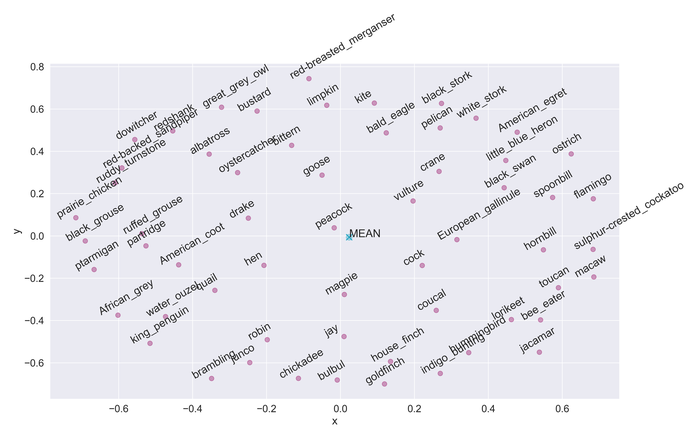 red-breasted_merganser
0.8
great_grey_owl
bustard
limpkin
kite
black_stork
0.6
white_stork
American_egret
dowitcher
redshank
red-backed_sandpiper
ruddy_turnstone
albatross
oystercatcher
bittern
bald_eagle
pelican
little_blue_heron
ostrich
0.4
goose
crane
black_swan
spoonbill
flamingo
prairie_chicken
vulture
0.2
black_grouse
ruffed_grouse
partridge
drake
peacock
MEAN
European_gallinule
hornbill
sulphur-crested_cockatoo
y
0.0
ptarmigan
American_coot
hen
cock
macaw
toucan
−0.2
African_grey
water_ouzel
quail
magpie
coucal
lorikeet
bee_eater
−0.4
king_penguin
robin
jay
house_finch
hummingbird
jacamar
brambling
junco
chickadee
bulbul
goldfinch
indigo_bunting
−0.6
−0.6 −0.4 −0.2 0.0 0.2 0.4 0.6
x